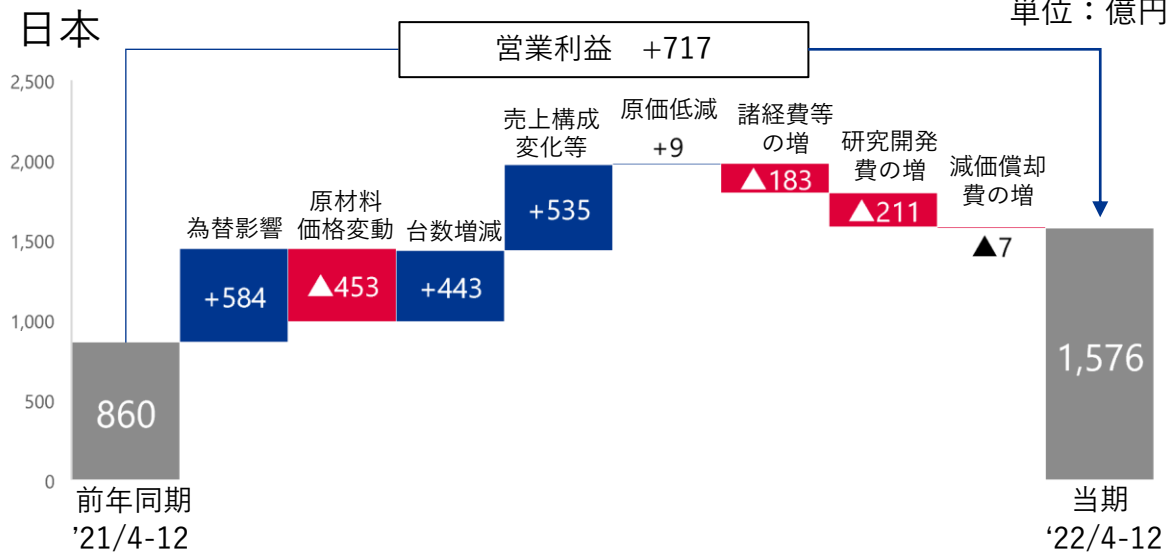 日本
単位：億円
営業利益 +717
2,500
2,000
1,500
1,000
500
0
為替影響
+584
原材料
価格変動
▲453
台数増減
+443
売上構成
変化等
+535
原価低減
+9
諸経費等
の増
▲183
研究開発
費の増
▲211
減価償却
費の増
▲7
860
1,576
前年同期
’21/4-12
当期
‘22/4-12